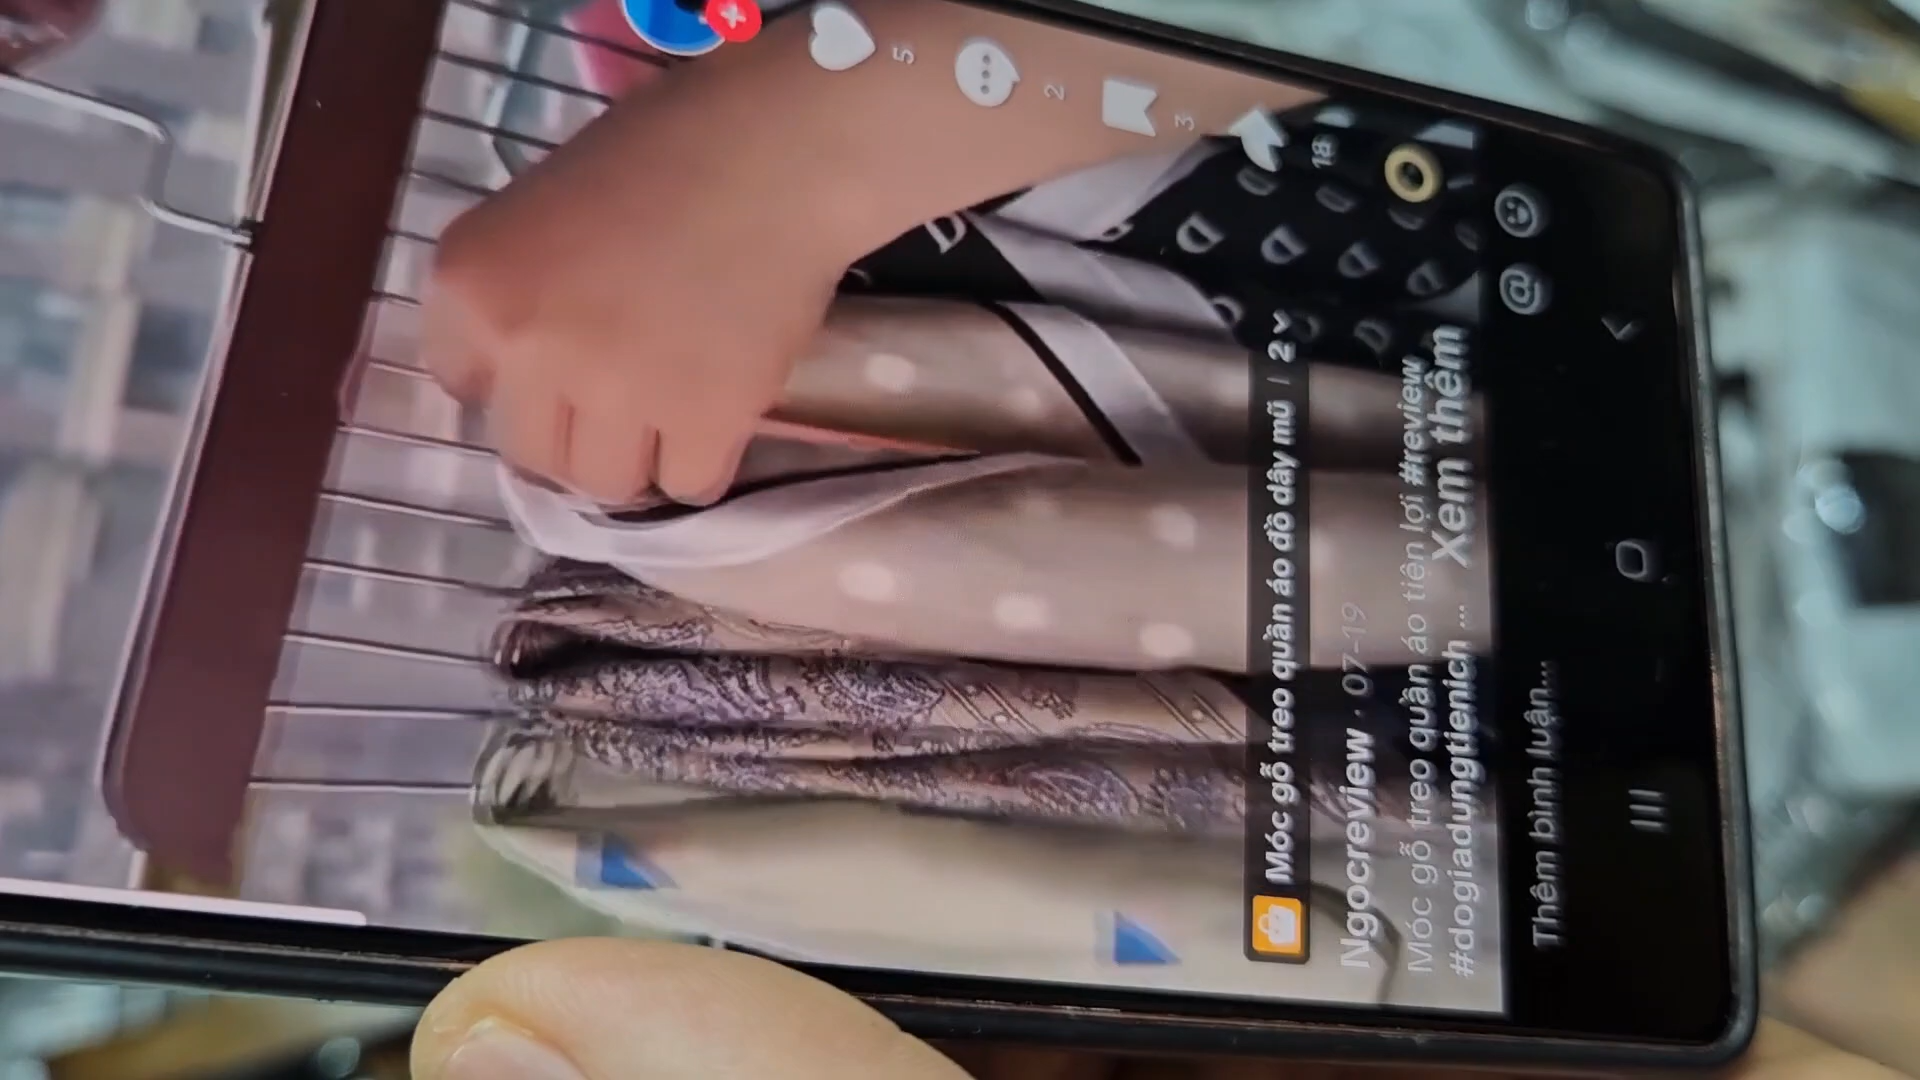 5
2
3
18
Móc gỗ treo quần áo đồ dây mũ | 2
Ngocreview · 07-19
Móc gỗ treo quần áo tiện lợi #review
#dogiadungtienich ... Xem thêm
Thêm bình luận...
@